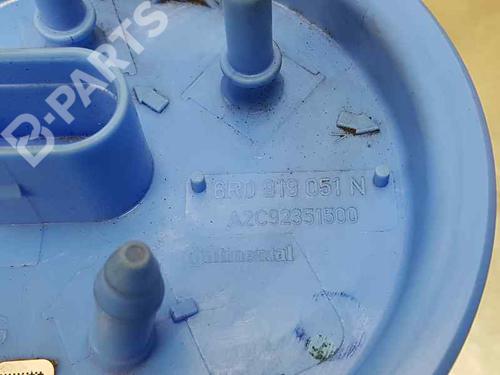 B-PARTS
6R0 919 051 N
A2C92351500
Continental